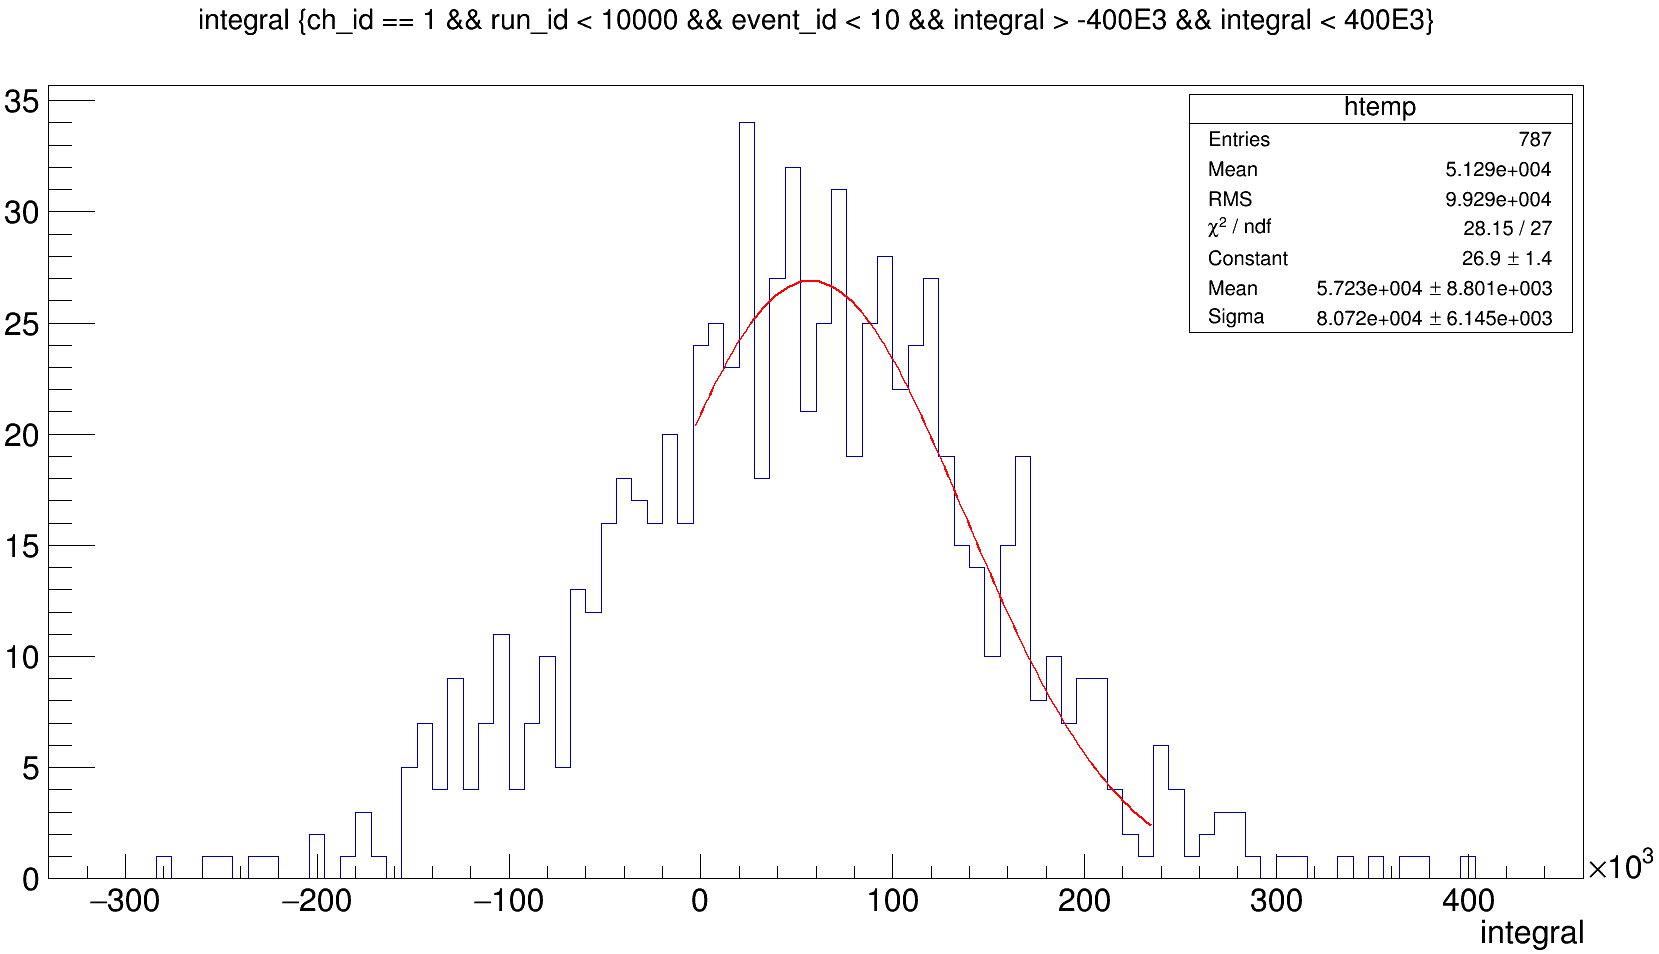 integral {ch_id == 1 && run_id < 10000 && event_id < 10 && integral > -400E3 && integral < 400E3}
htemp
Entries 787
Mean 5.129e+004
RMS 9.929e+004
χ² / ndf 28.15 / 27
Constant 26.9 ± 1.4
Mean 5.723e+004 ± 8.801e+003
Sigma 8.072e+004 ± 6.145e+003
35
30
25
20
15
10
5
0
−300 −200 −100 0 100 200 300 400
×10³
integral